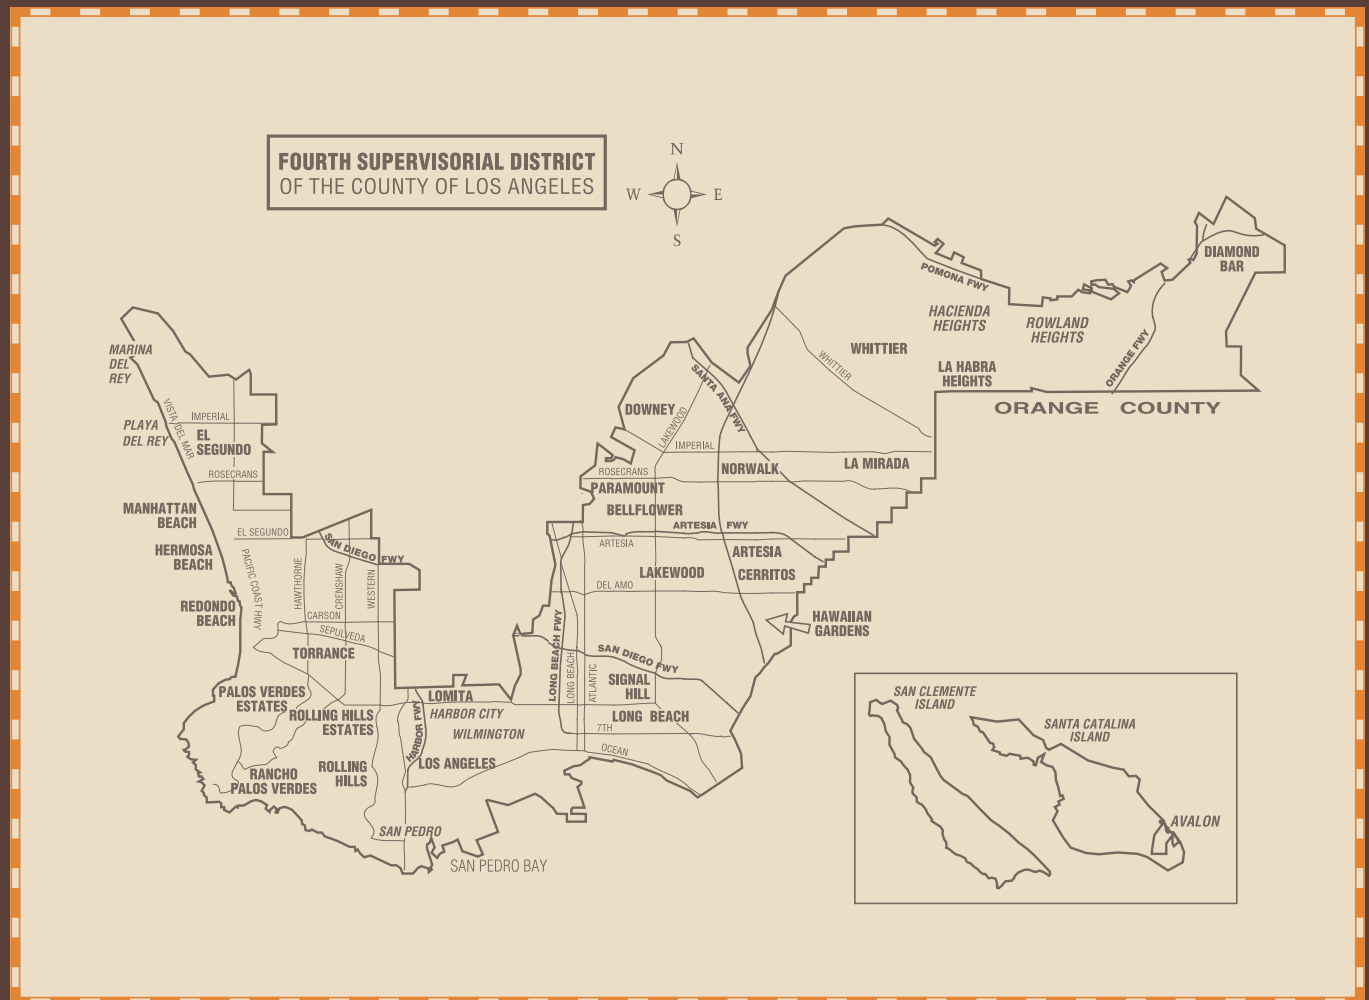 FOURTH SUPERVISORIAL DISTRICT
OF THE COUNTY OF LOS ANGELES
N
W
E
S
DIAMOND
BAR
POMONA FWY
HACIENDA
HEIGHTS
ROWLAND
HEIGHTS
ORANGE FWY
MARINA
DEL
REY
WHITTIER
WHITTIER
LA HABRA
HEIGHTS
ORANGE COUNTY
SANTA ANA FWY
DOWNEY
LAKEWOOD
VISTA DEL MAR
IMPERIAL
PLAYA
DEL REY
EL
SEGUNDO
IMPERIAL
NORWALK
LA MIRADA
ROSECRANS
ROSECRANS
PARAMOUNT
MANHATTAN
BEACH
BELLFLOWER
EL SEGUNDO
ARTESIA FWY
ARTESIA
ARTESIA
HERMOSA
BEACH
SAN DIEGO FWY
PACIFIC COAST HWY
HAWTHORNE
CRENSHAW
WESTERN
LAKEWOOD
CERRITOS
DEL AMO
REDONDO
BEACH
CARSON
SEPULVEDA
HAWAIIAN
GARDENS
TORRANCE
LONG BEACH FWY
LONG BEACH
ATLANTIC
SAN DIEGO FWY
SIGNAL
HILL
PALOS VERDES
ESTATES
LOMITA
HARBOR CITY
ROLLING HILLS
ESTATES
HARBOR FWY
WILMINGTON
LONG BEACH
7TH
OCEAN
LOS ANGELES
ROLLING
HILLS
RANCHO
PALOS VERDES
SAN PEDRO
SAN PEDRO BAY
SAN CLEMENTE
ISLAND
SANTA CATALINA
ISLAND
AVALON